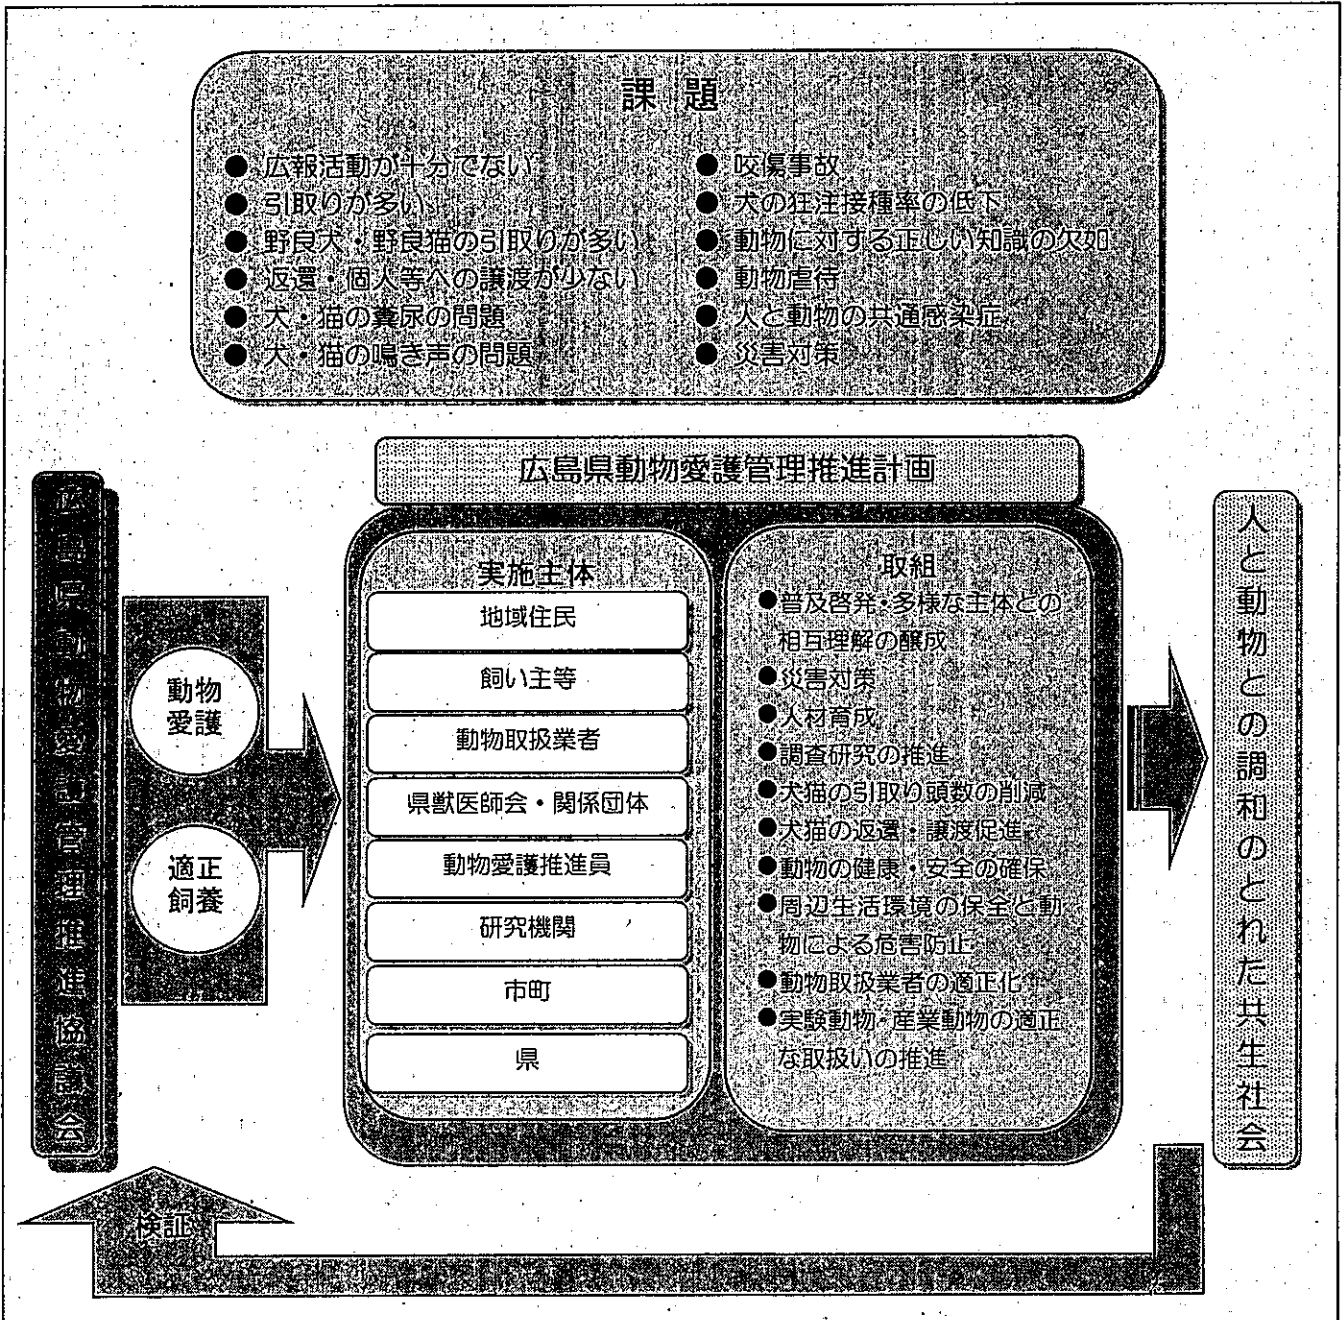 課 題
● 広報活動が十分でない
● 引取りが多い
● 野良犬・野良猫の引取りが多い
● 返還・個人等への譲渡が少ない
● 犬・猫の糞尿の問題
● 犬・猫の鳴き声の問題
● 咬傷事故
● 犬の狂注接種率の低下
● 動物に対する正しい知識の欠如
● 動物虐待
● 人と動物の共通感染症
● 災害対策
広島県動物愛護管理推進協議会
動物
愛護
適正
飼養
広島県動物愛護管理推進計画
実施主体
地域住民
飼い主等
動物取扱業者
県獣医師会・関係団体
動物愛護推進員
研究機関
市町
県
取組
●普及啓発・多様な主体との
相互理解の醸成
●災害対策
●人材育成
●調査研究の推進
●犬猫の引取り頭数の削減
●犬猫の返還・譲渡促進
●動物の健康・安全の確保
●周辺生活環境の保全と動
物による危害防止
●動物取扱業者の適正化
●実験動物・産業動物の適正
な取扱いの推進
人と動物との調和のとれた共生社会
検証